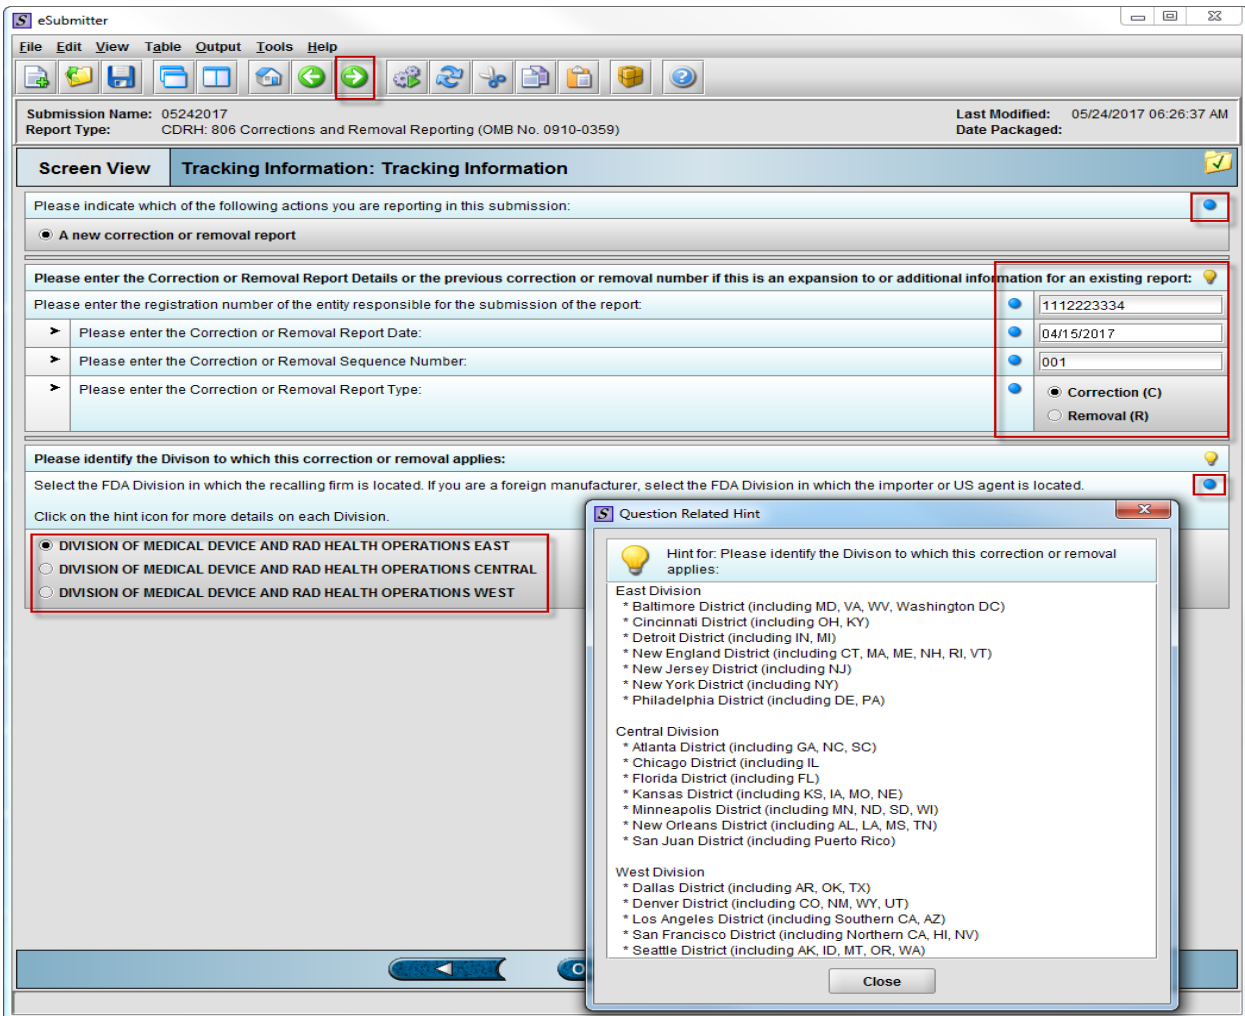 eSubmitter
File Edit View Table Output Tools Help
Submission Name: 05242017
Last Modified: 05/24/2017 06:26:37 AM
Report Type: CDRH: 806 Corrections and Removal Reporting (OMB No. 0910-0359)
Date Packaged:
Screen View
Tracking Information: Tracking Information
Please indicate which of the following actions you are reporting in this submission:
A new correction or removal report
Please enter the Correction or Removal Report Details or the previous correction or removal number if this is an expansion to or additional information for an existing report:
Please enter the registration number of the entity responsible for the submission of the report:
1112223334
Please enter the Correction or Removal Report Date:
04/15/2017
Please enter the Correction or Removal Sequence Number:
001
Please enter the Correction or Removal Report Type:
Correction (C)
Removal (R)
Please identify the Divison to which this correction or removal applies:
Select the FDA Division in which the recalling firm is located. If you are a foreign manufacturer, select the FDA Division in which the importer or US agent is located.
Click on the hint icon for more details on each Division.
DIVISION OF MEDICAL DEVICE AND RAD HEALTH OPERATIONS EAST
DIVISION OF MEDICAL DEVICE AND RAD HEALTH OPERATIONS CENTRAL
DIVISION OF MEDICAL DEVICE AND RAD HEALTH OPERATIONS WEST
Question Related Hint
Hint for: Please identify the Divison to which this correction or removal
applies:
East Division
* Baltimore District (including MD, VA, WV, Washington DC)
* Cincinnati District (including OH, KY)
* Detroit District (including IN, MI)
* New England District (including CT, MA, ME, NH, RI, VT)
* New Jersey District (including NJ)
* New York District (including NY)
* Philadelphia District (including DE, PA)
Central Division
* Atlanta District (including GA, NC, SC)
* Chicago District (including IL
* Florida District (including FL)
* Kansas District (including KS, IA, MO, NE)
* Minneapolis District (including MN, ND, SD, WI)
* New Orleans District (including AL, LA, MS, TN)
* San Juan District (including Puerto Rico)
West Division
* Dallas District (including AR, OK, TX)
* Denver District (including CO, NM, WY, UT)
* Los Angeles District (including Southern CA, AZ)
* San Francisco District (including Northern CA, HI, NV)
* Seattle District (including AK, ID, MT, OR, WA)
Close